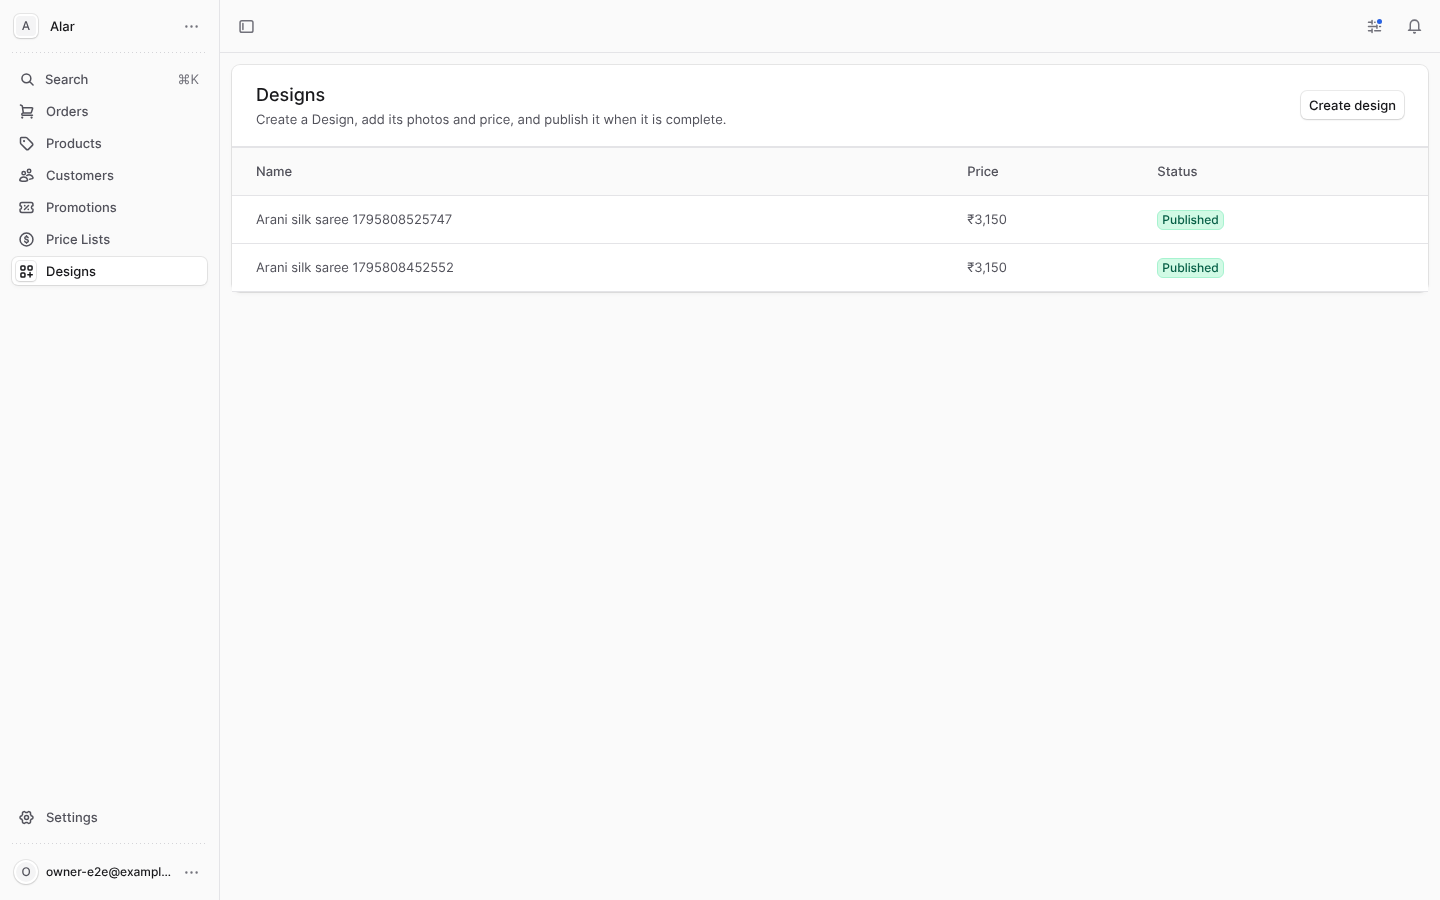 A
Alar
Search ⌘K
Orders
Products
Customers
Promotions
Price Lists
Designs
Settings
O
owner-e2e@exampl...
Designs
Create a Design, add its photos and price, and publish it when it is complete.
Create design
Name Price Status
Arani silk saree 1795808525747 ₹3,150 Published
Arani silk saree 1795808452552 ₹3,150 Published